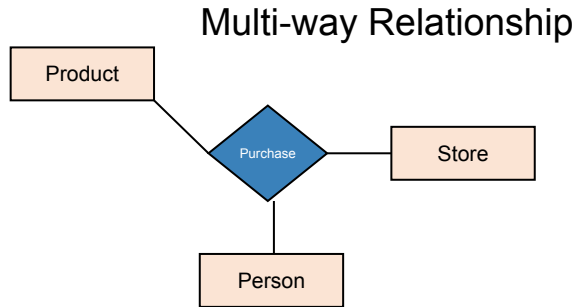 Multi-way Relationship
Product
Purchase
Store
Person